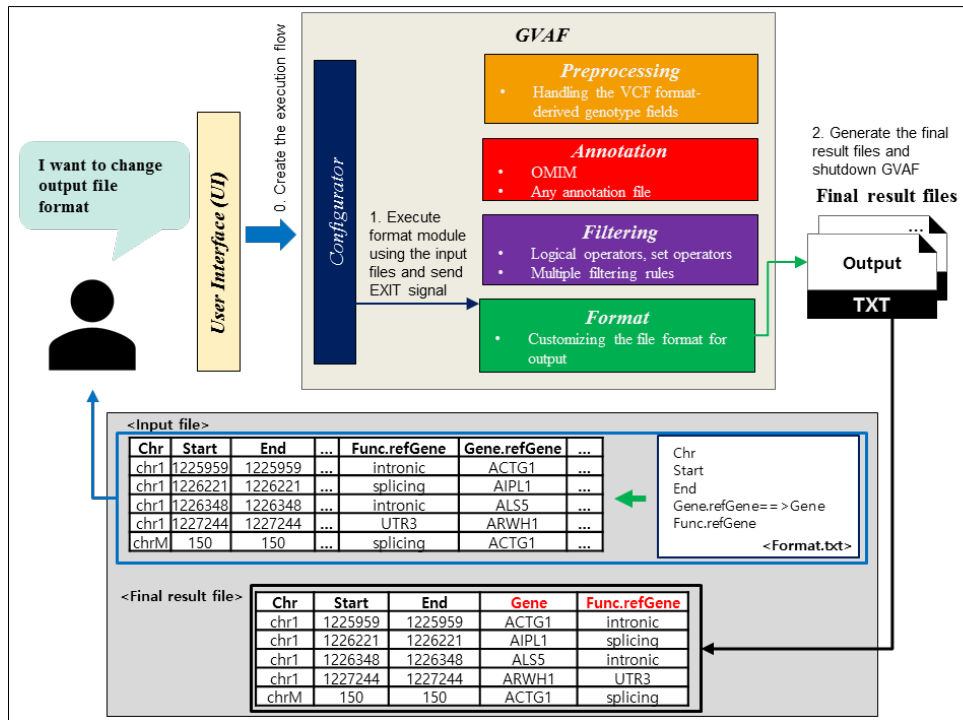 GVAF
I want to change
output file
format
User Interface (UI)
0. Create the execution flow
Configurator
1. Execute
format module
using the input
files and send
EXIT signal
Preprocessing
• Handling the VCF format-
derived genotype fields
Annotation
• OMIM
• Any annotation file
Filtering
• Logical operators, set operators
• Multiple filtering rules
Format
• Customizing the file format for
output
2. Generate the final
result files and
shutdown GVAF
Final result files
...
Output
TXT
<Input file>
Chr Start End ... Func.refGene Gene.refGene ...
chr1 1225959 1225959 ... intronic ACTG1 ...
chr1 1226221 1226221 ... splicing AIPL1 ...
chr1 1226348 1226348 ... intronic ALS5 ...
chr1 1227244 1227244 ... UTR3 ARWH1 ...
chrM 150 150 ... splicing ACTG1 ...
Chr
Start
End
Gene.refGene==>Gene
Func.refGene
<Format.txt>
<Final result file>
Chr Start End Gene Func.refGene
chr1 1225959 1225959 ACTG1 intronic
chr1 1226221 1226221 AIPL1 splicing
chr1 1226348 1226348 ALS5 intronic
chr1 1227244 1227244 ARWH1 UTR3
chrM 150 150 ACTG1 splicing